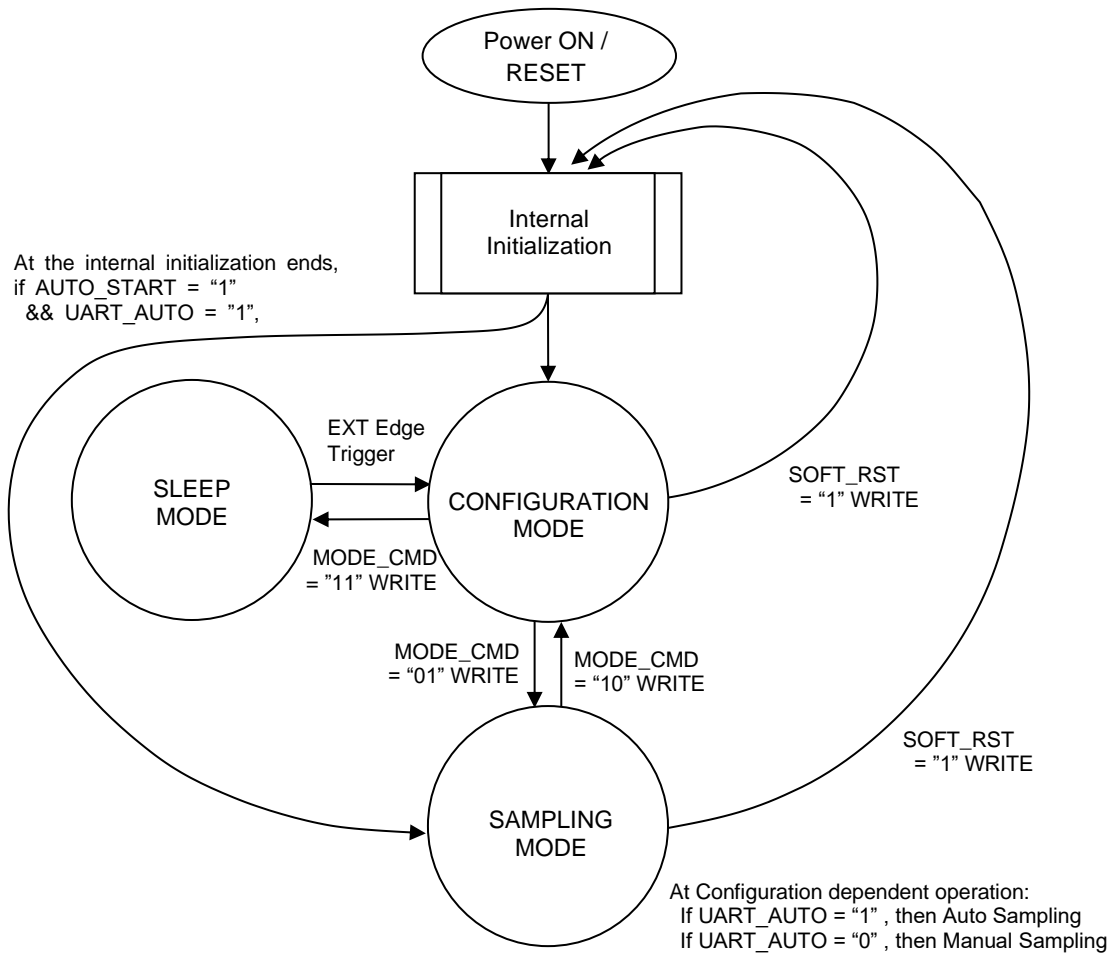 Power ON /
RESET
Internal
Initialization
At the internal initialization ends,
if AUTO_START = “1”
&& UART_AUTO = ”1”,
EXT Edge
Trigger
SLEEP
MODE
CONFIGURATION
MODE
SOFT_RST
= “1” WRITE
MODE_CMD
= ”11” WRITE
MODE_CMD
= “01” WRITE
MODE_CMD
= “10” WRITE
SOFT_RST
= ”1” WRITE
SAMPLING
MODE
At Configuration dependent operation:
If UART_AUTO = “1” , then Auto Sampling
If UART_AUTO = “0” , then Manual Sampling